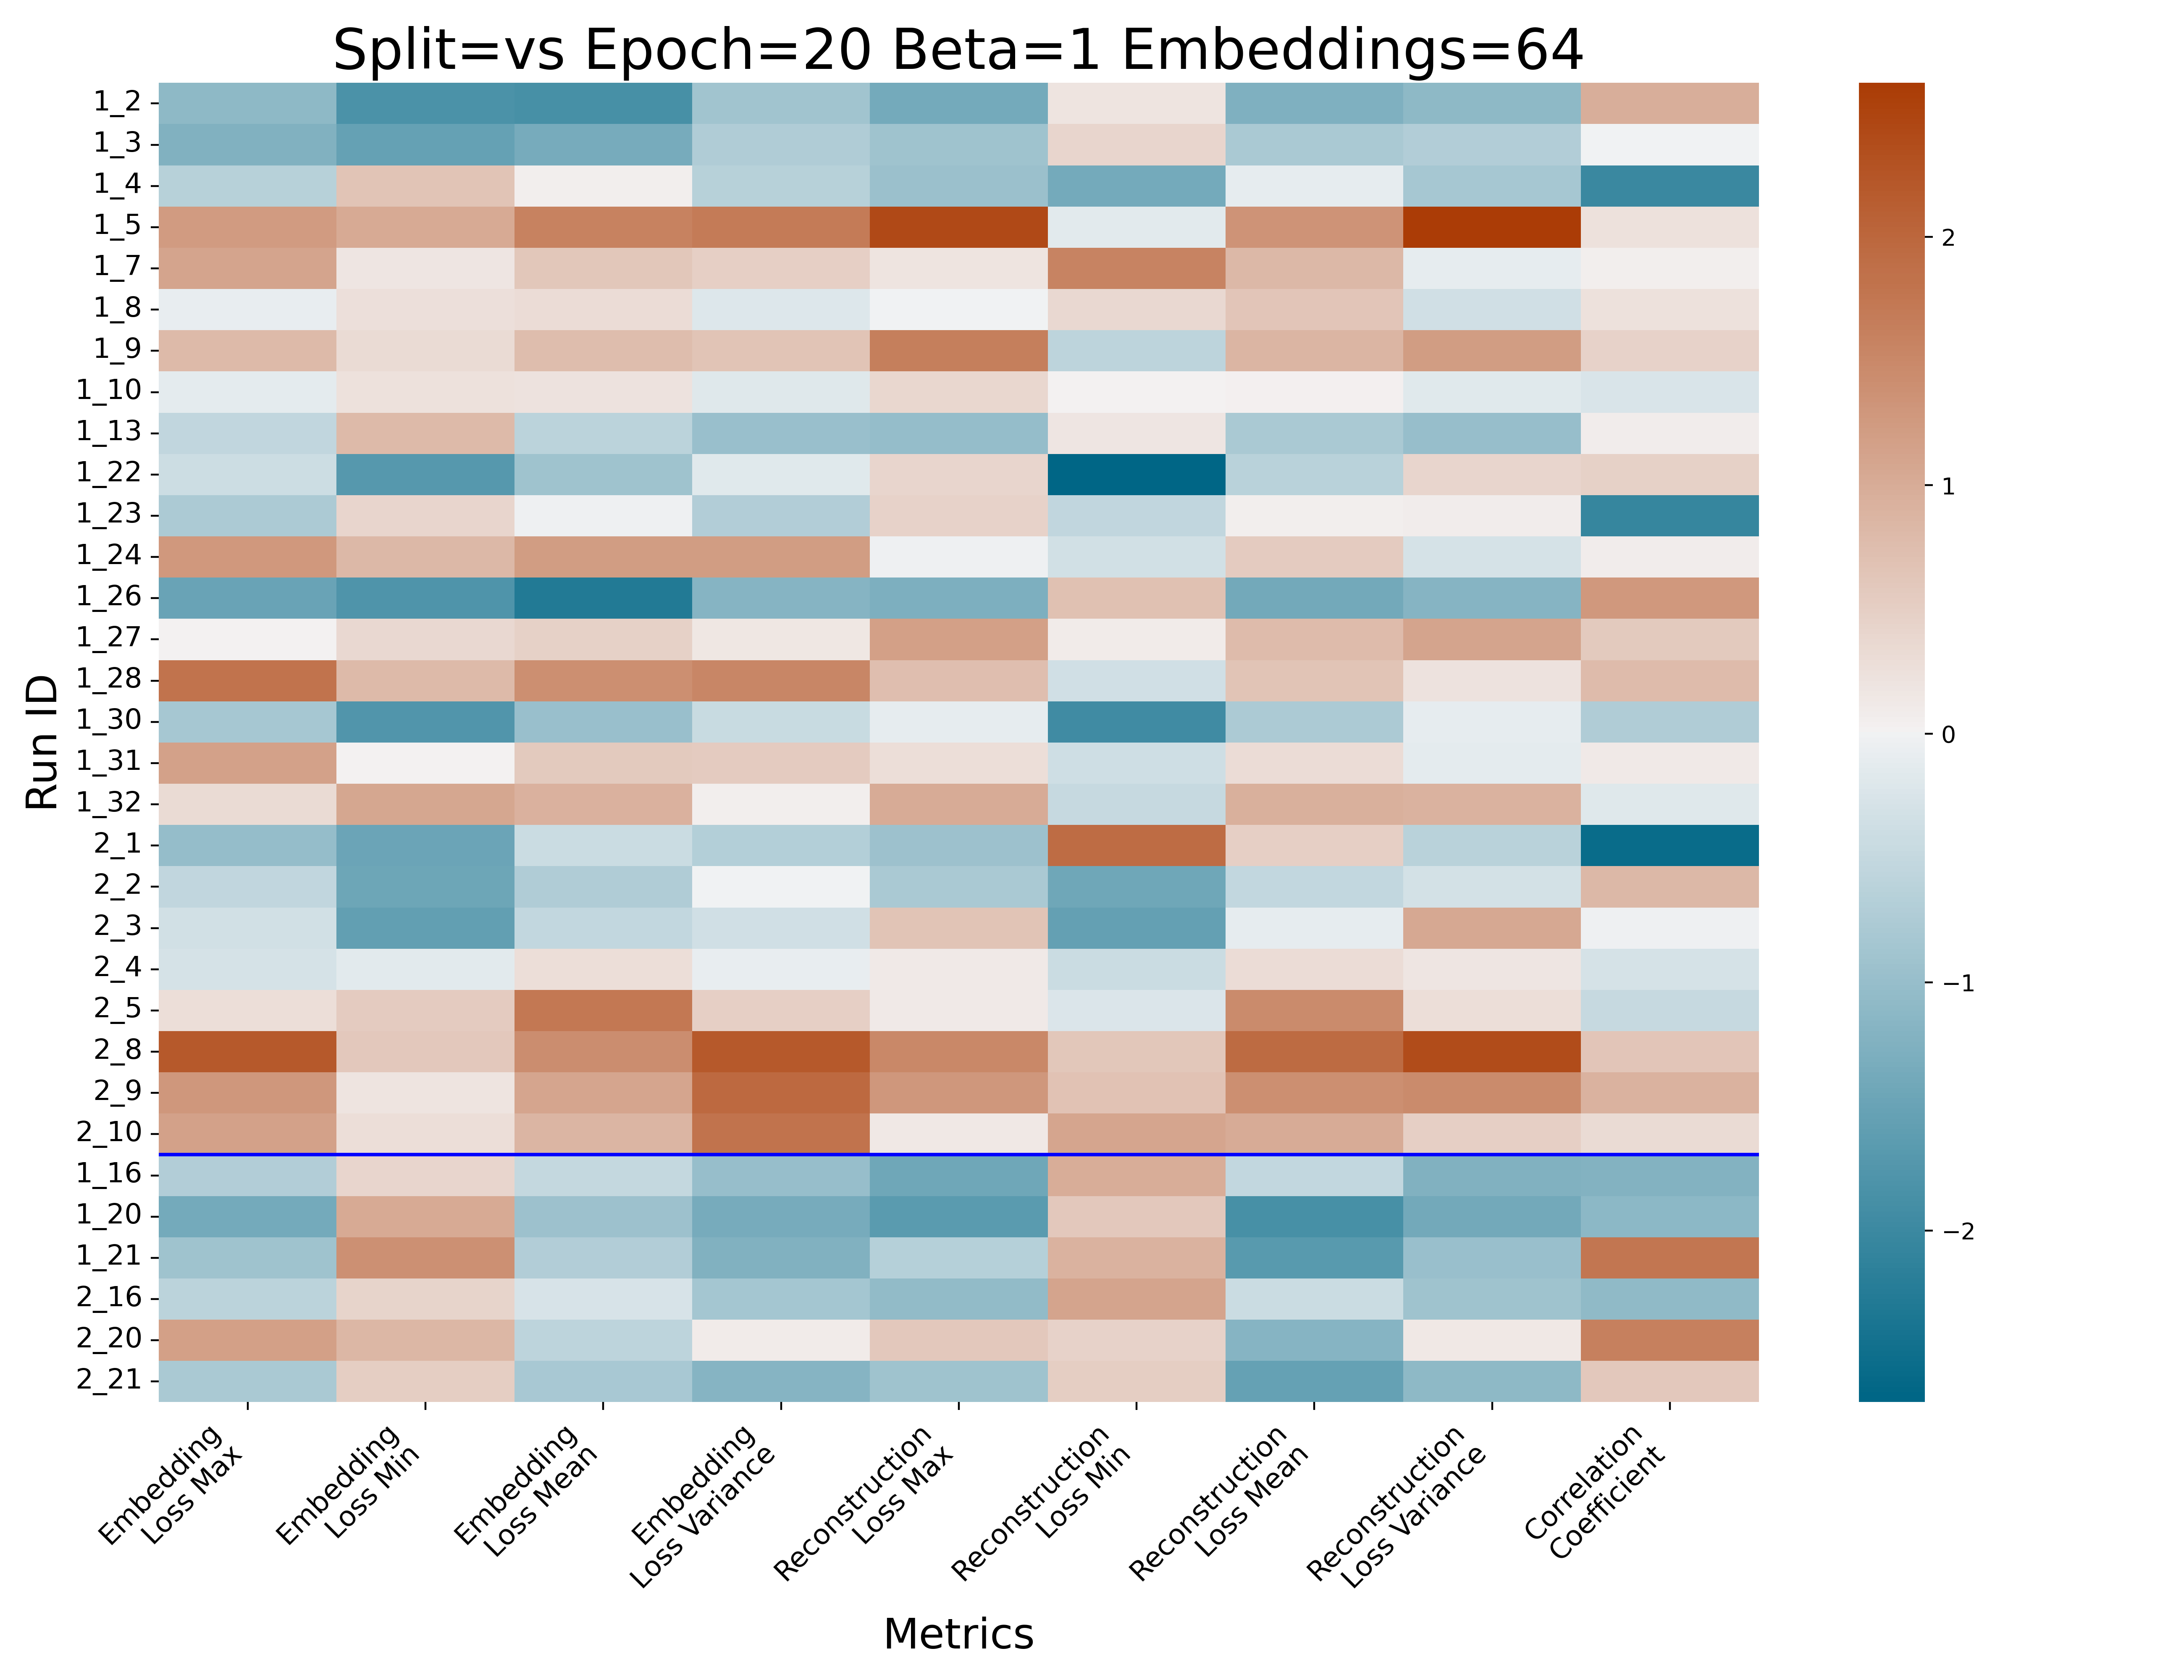 Split=vs Epoch=20 Beta=1 Embeddings=64
Run ID
1_2
1_3
1_4
1_5
1_7
1_8
1_9
1_10
1_13
1_22
1_23
1_24
1_26
1_27
1_28
1_30
1_31
1_32
2_1
2_2
2_3
2_4
2_5
2_8
2_9
2_10
1_16
1_20
1_21
2_16
2_20
2_21
Embedding
Loss Max
Embedding
Loss Min
Embedding
Loss Mean
Embedding
Loss Variance
Reconstruction
Loss Max
Reconstruction
Loss Min
Reconstruction
Loss Mean
Reconstruction
Loss Variance
Correlation
Coefficient
Metrics
2
1
0
−1
−2